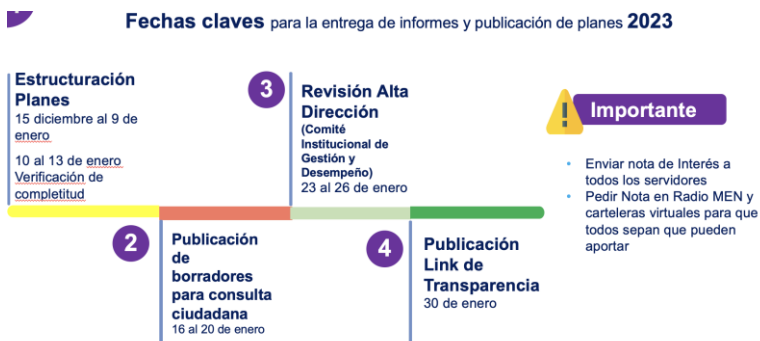 Fechas claves para la entrega de informes y publicación de planes 2023
Estructuración
Planes
15 diciembre al 9 de
enero
10 al 13 de enero
Verificación de
completitud
2
Publicación
de
borradores
para consulta
ciudadana
16 al 20 de enero
3
Revisión Alta
Dirección
(Comité
Institucional de
Gestión y
Desempeño)
23 al 26 de enero
4
Publicación
Link de
Transparencia
30 de enero
Importante
• Enviar nota de Interés a
todos los servidores
• Pedir Nota en Radio MEN y
carteleras virtuales para que
todos sepan que pueden
aportar